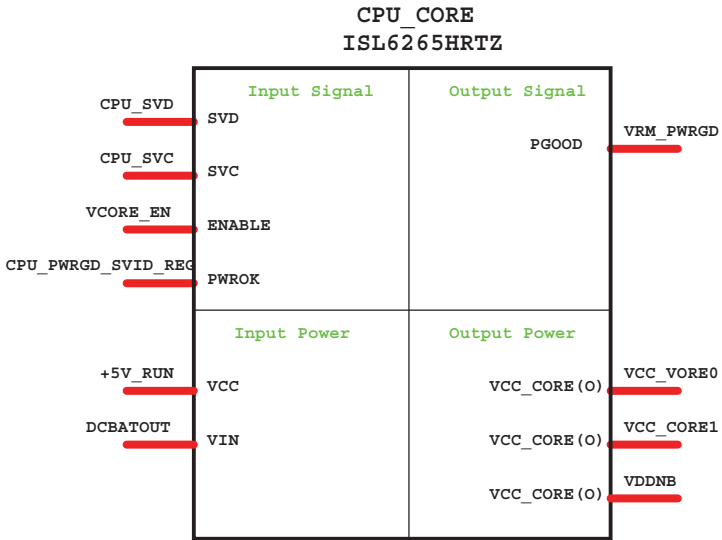 CPU_CORE
ISL6265HRTZ
Input Signal
Output Signal
CPU_SVD
SVD
VRM_PWRGD
PGOOD
CPU_SVC
SVC
VCORE_EN
ENABLE
CPU_PWRGD_SVID_REG
PWROK
Input Power
Output Power
+5V_RUN
VCC
VCC_CORE(O)
VCC_VORE0
DCBATOUT
VIN
VCC_CORE(O)
VCC_CORE1
VCC_CORE(O)
VDDNB